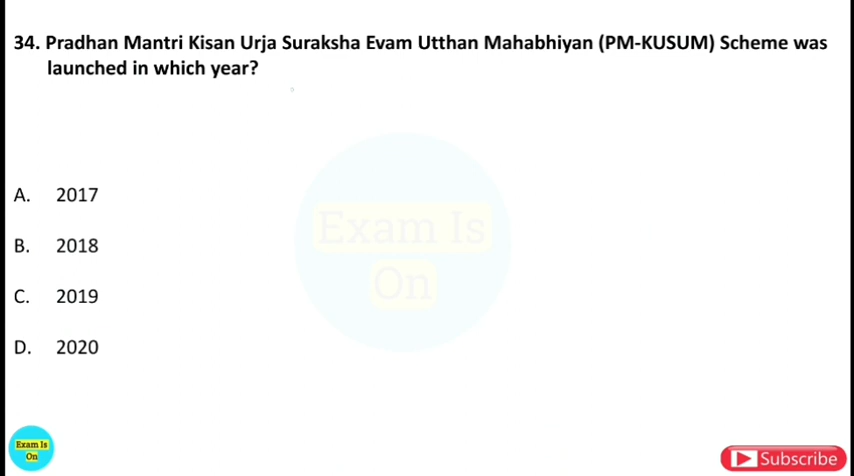 34. Pradhan Mantri Kisan Urja Suraksha Evam Utthan Mahabhiyan (PM-KUSUM) Scheme was
launched in which year?
A. 2017
Exam Is
B. 2018
On
C. 2019
D. 2020
Exam Is
On
Subscribe